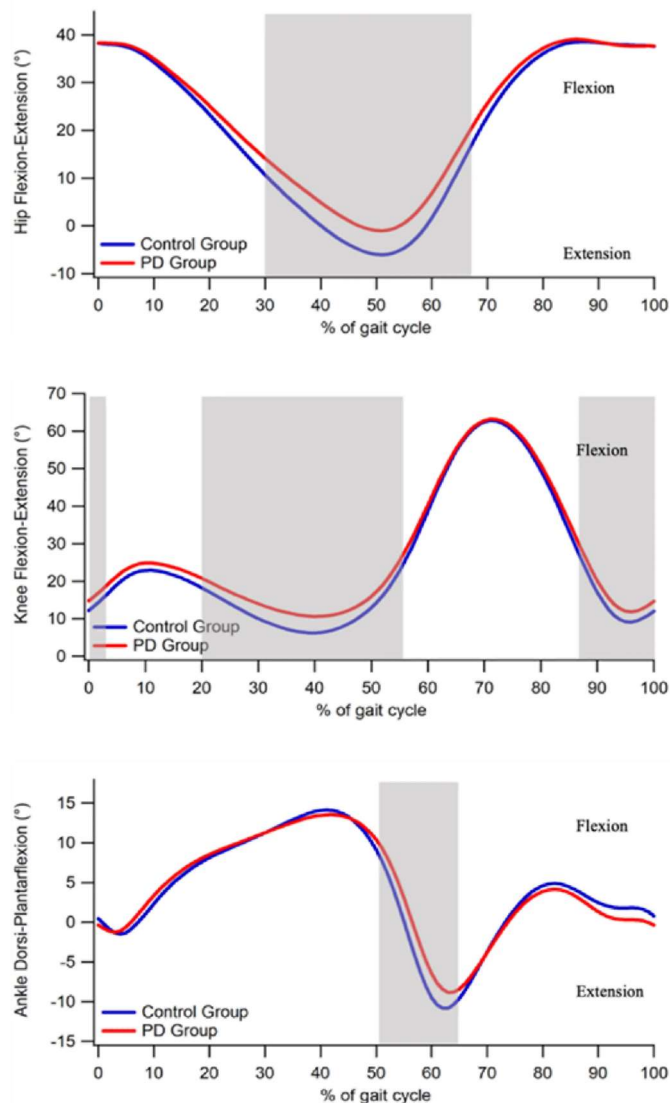 Hip Flexion-Extension (°)
40
30
20
10
0
-10
Flexion
Extension
Control Group
PD Group
0 10 20 30 40 50 60 70 80 90 100
% of gait cycle
Knee Flexion-Extension (°)
70
60
50
40
30
20
10
0
Flexion
Control Group
PD Group
0 10 20 30 40 50 60 70 80 90 100
% of gait cycle
Ankle Dorsi-Plantarflexion (°)
15
10
5
0
-5
-10
-15
Flexion
Extension
Control Group
PD Group
0 10 20 30 40 50 60 70 80 90 100
% of gait cycle